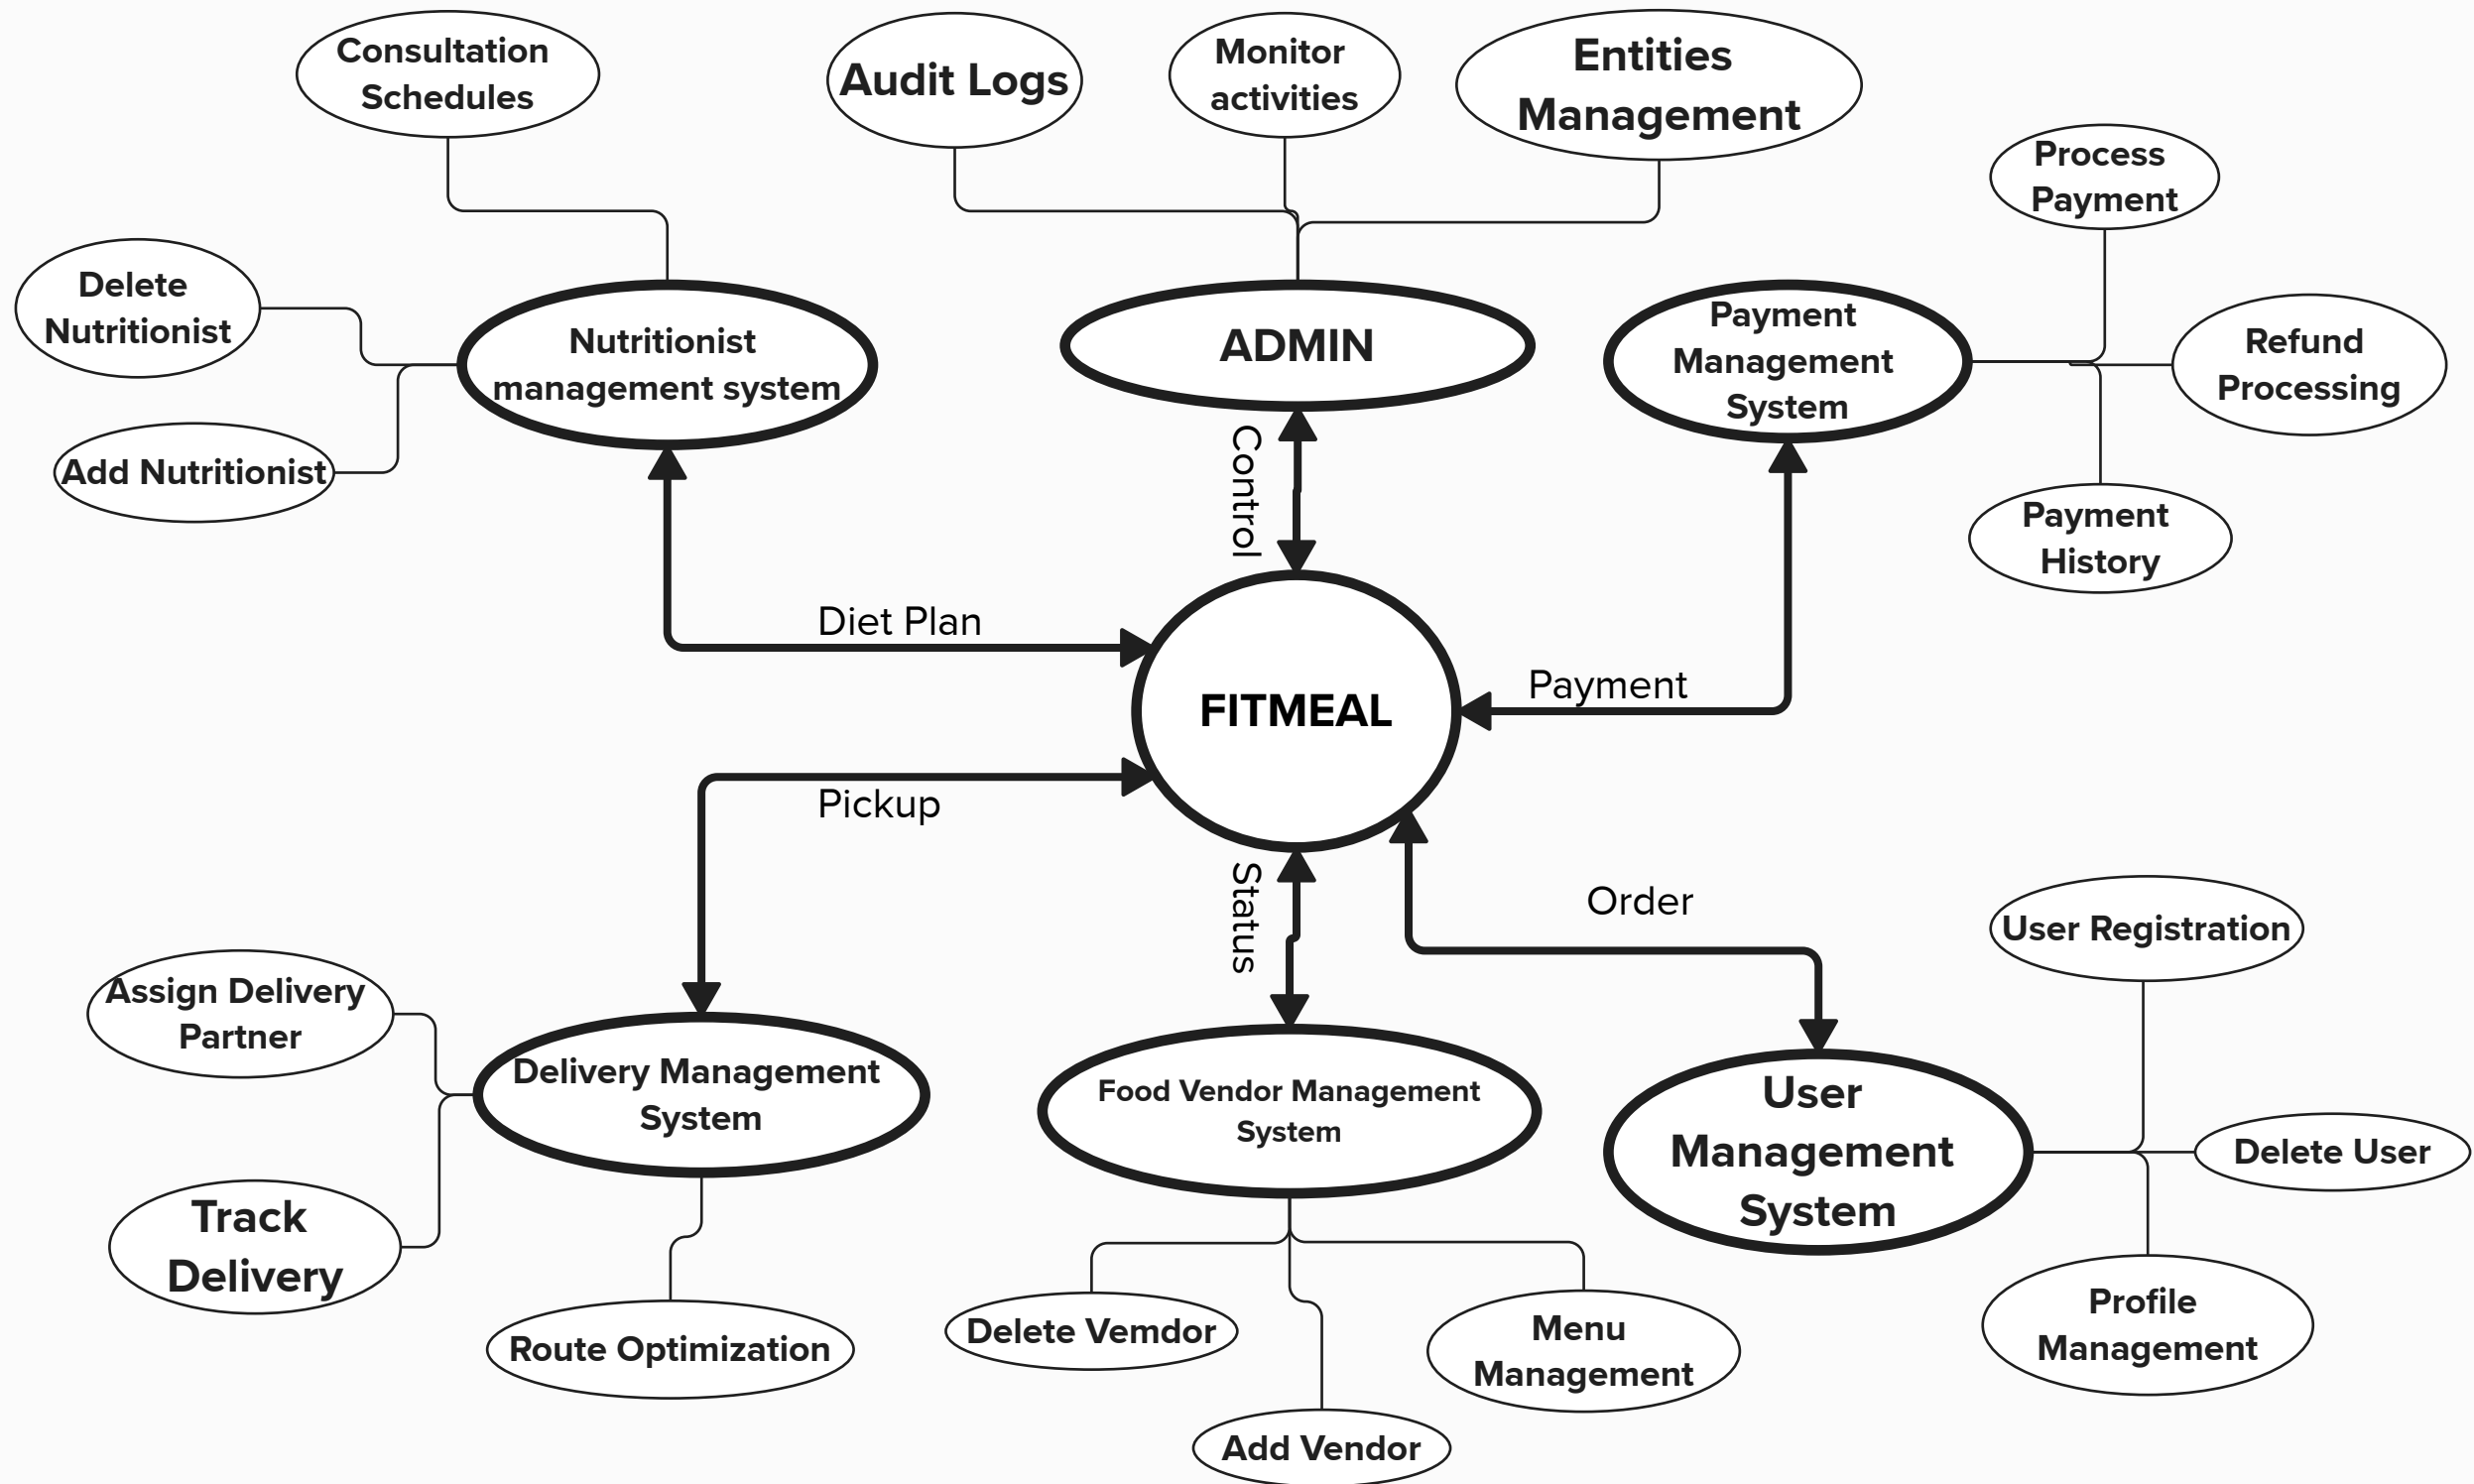 Consultation
Schedules
Audit Logs
Monitor
activities
Entities
Management
Process
Payment
Delete
Nutritionist
Nutritionist
management system
ADMIN
Payment
Management
System
Refund
Processing
Add Nutritionist
Control
Payment
History
Diet Plan
FITMEAL
Payment
Pickup
Status
Order
User Registration
Assign Delivery
Partner
Delivery Management
System
Food Vendor Management
System
User
Management
System
Delete User
Track
Delivery
Route Optimization
Delete Vemdor
Menu
Management
Profile
Management
Add Vendor